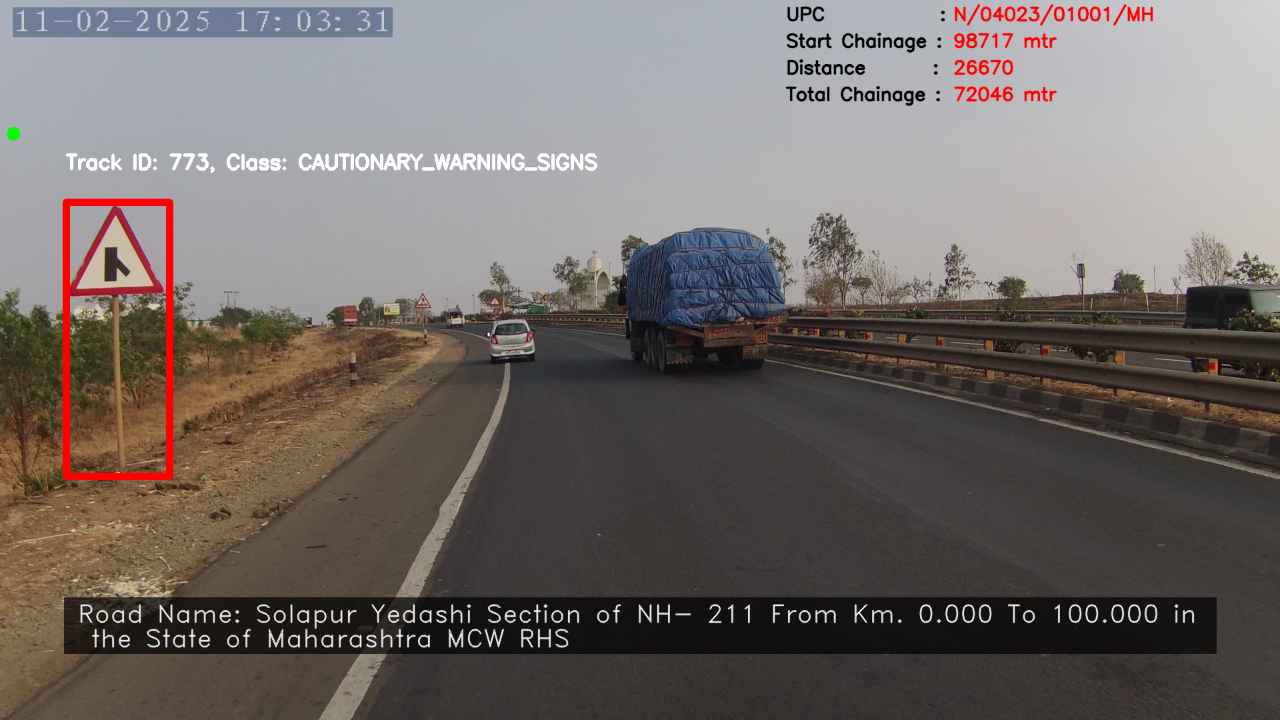 11-02-2025 17:03:31
UPC : N/04023/01001/MH
Start Chainage : 98717 mtr
Distance : 26670
Total Chainage : 72046 mtr
Track ID: 773, Class: CAUTIONARY_WARNING_SIGNS
Road Name: Solapur Yedashi Section of NH- 211 From Km. 0.000 To 100.000 in
the State of Maharashtra MCW RHS